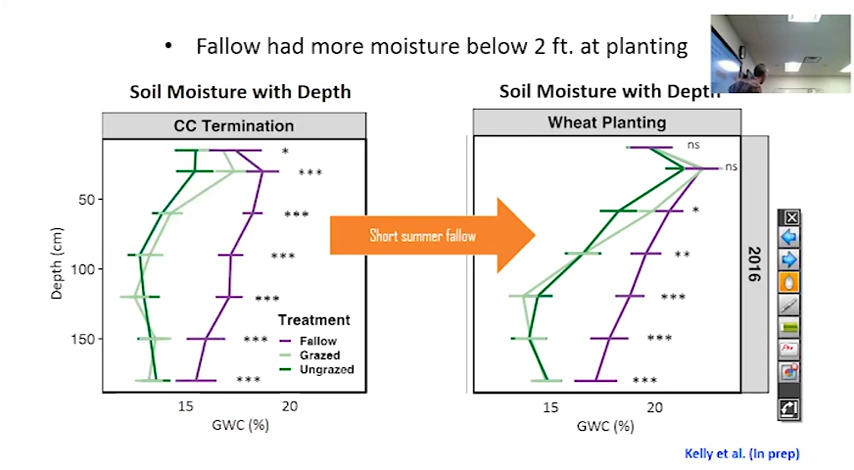 • Fallow had more moisture below 2 ft. at planting
Soil Moisture with Depth
CC Termination
*
***
***
***
***
***
***
50
100
150
Depth (cm)
Treatment
Fallow
Grazed
Ungrazed
15 20
GWC (%)
Short summer fallow
Soil Moisture with Depth
Wheat Planting
ns
ns
*
**
***
***
***
2016
15 20
GWC (%)
Kelly et al. (In prep)